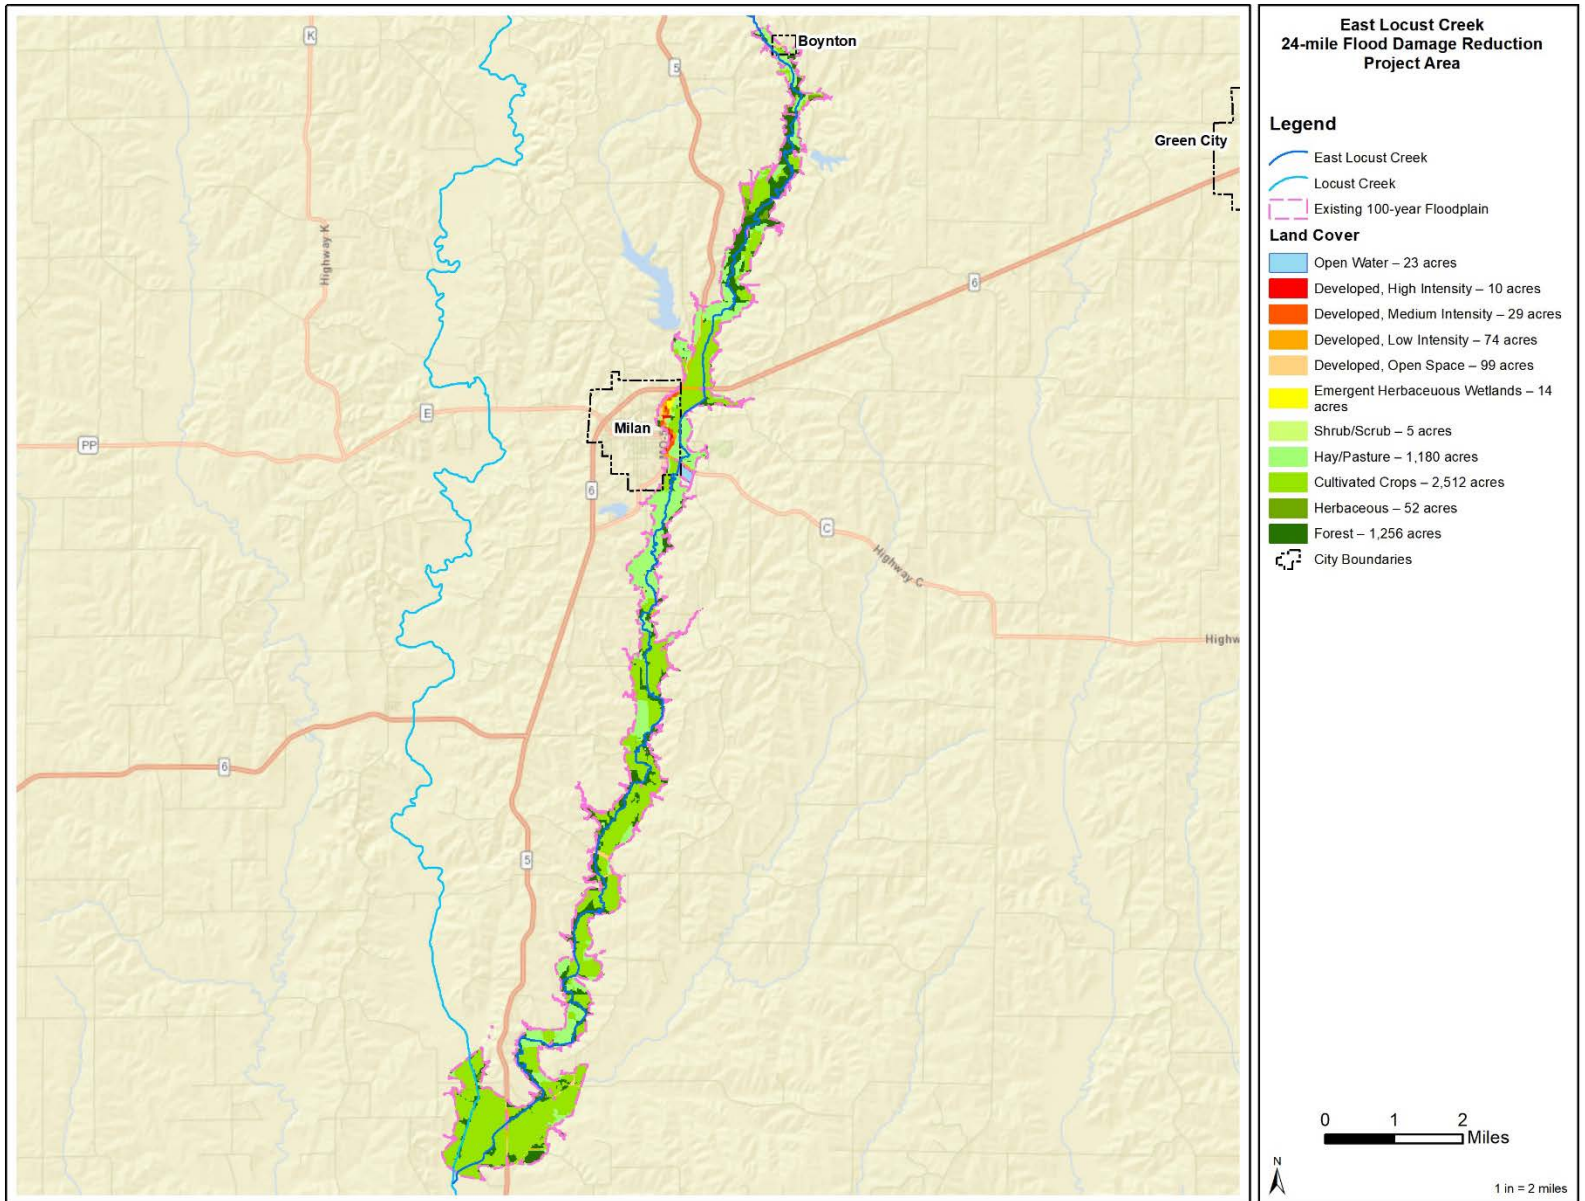 K
5
Boynton
Green City
Highway K
6
E
Milan
PP
6
C
Highway C
Highw
6
5
East Locust Creek
24-mile Flood Damage Reduction
Project Area
Legend
East Locust Creek
Locust Creek
Existing 100-year Floodplain
Land Cover
Open Water – 23 acres
Developed, High Intensity – 10 acres
Developed, Medium Intensity – 29 acres
Developed, Low Intensity – 74 acres
Developed, Open Space – 99 acres
Emergent Herbaceuous Wetlands – 14
acres
Shrub/Scrub – 5 acres
Hay/Pasture – 1,180 acres
Cultivated Crops – 2,512 acres
Herbaceous – 52 acres
Forest – 1,256 acres
City Boundaries
0 1 2
Miles
N
1 in = 2 miles